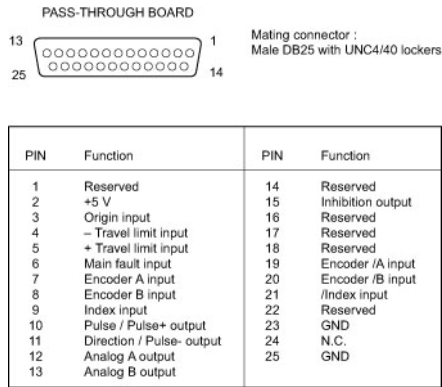 PASS-THROUGH BOARD
13 1
25 14
Mating connector :
Male DB25 with UNC4/40 lockers
PIN Function PIN Function
1 Reserved 14 Reserved
2 +5 V 15 Inhibition output
3 Origin input 16 Reserved
4 – Travel limit input 17 Reserved
5 + Travel limit input 18 Reserved
6 Main fault input 19 Encoder /A input
7 Encoder A input 20 Encoder /B input
8 Encoder B input 21 /Index input
9 Index input 22 Reserved
10 Pulse / Pulse+ output 23 GND
11 Direction / Pulse- output 24 N.C.
12 Analog A output 25 GND
13 Analog B output